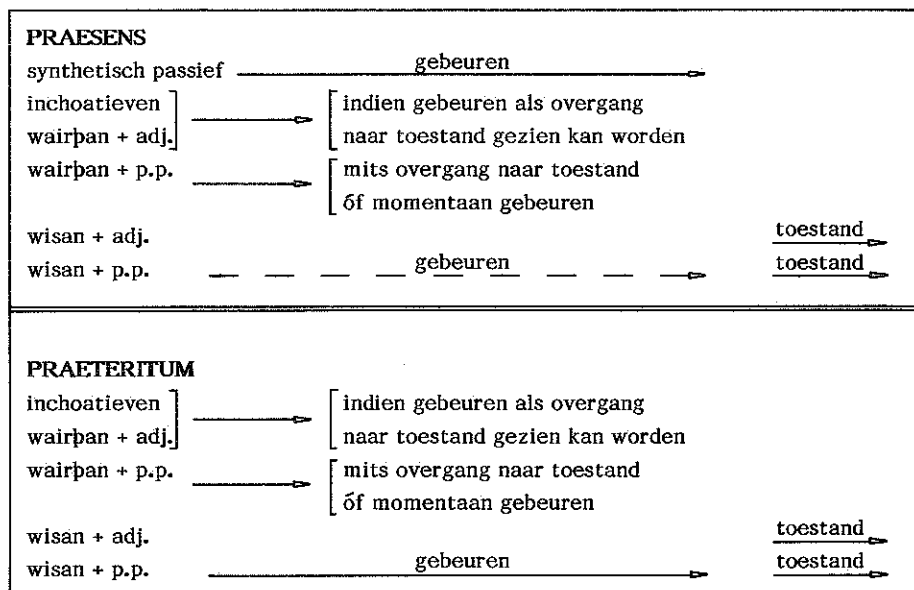 PRAESENS
synthetisch passief gebeuren
inchoatieven indien gebeuren als overgang
wairþan + adj. naar toestand gezien kan worden
wairþan + p.p. mits overgang naar toestand
óf momentaan gebeuren
wisan + adj. toestand
wisan + p.p. gebeuren toestand
PRAETERITUM
inchoatieven indien gebeuren als overgang
wairþan + adj. naar toestand gezien kan worden
wairþan + p.p. mits overgang naar toestand
óf momentaan gebeuren
wisan + adj. toestand
wisan + p.p. gebeuren toestand